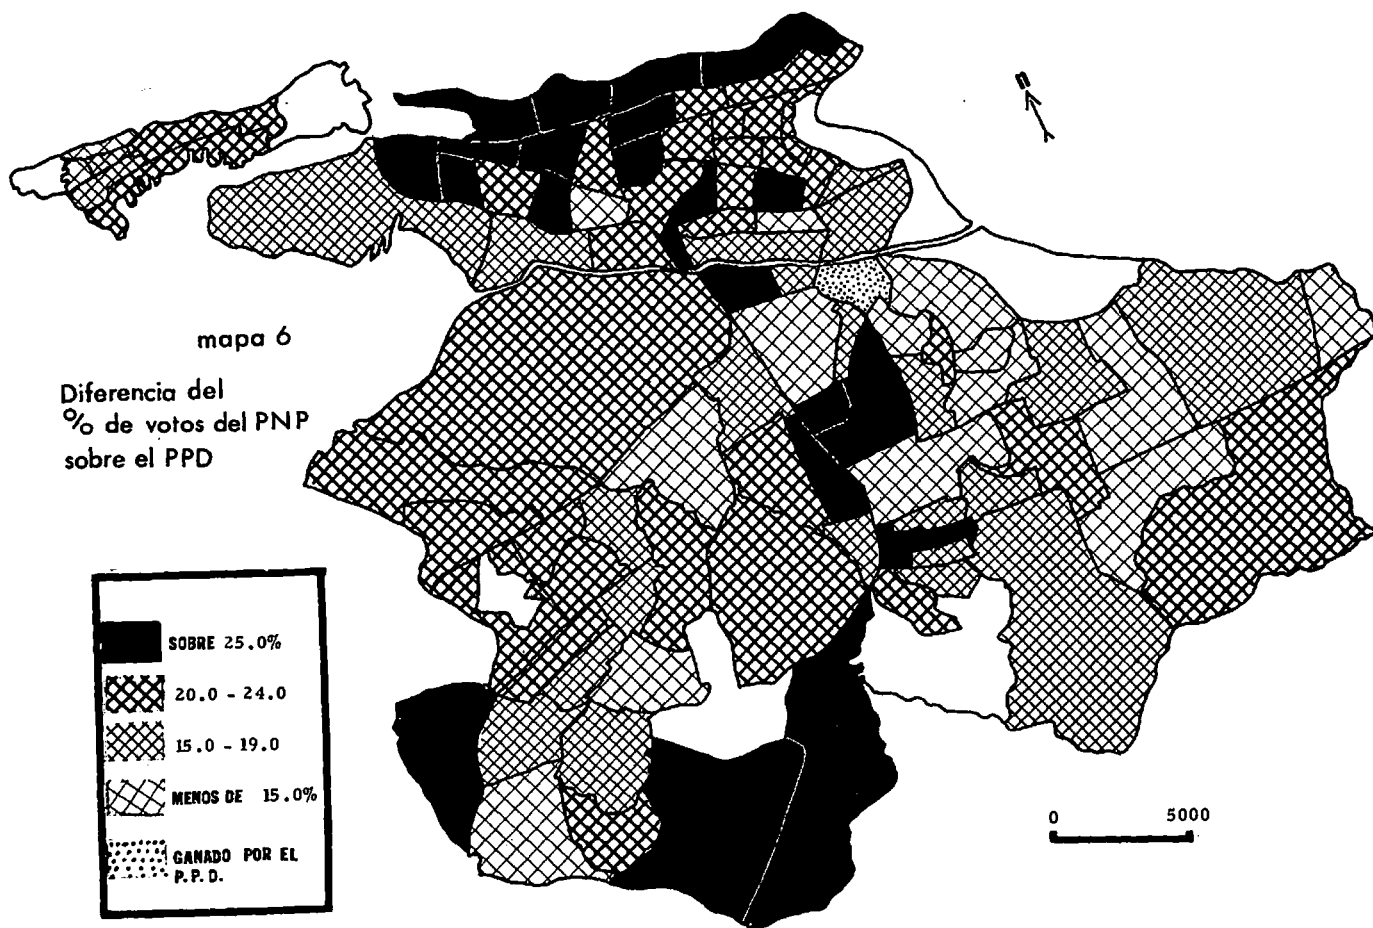 n
mapa 6
Diferencia del
% de votos del PNP
sobre el PPD
SOBRE 25.0%
20.0 - 24.0
15.0 - 19.0
MENOS DE 15.0%
GANADO POR EL
P.P.D.
0 5000